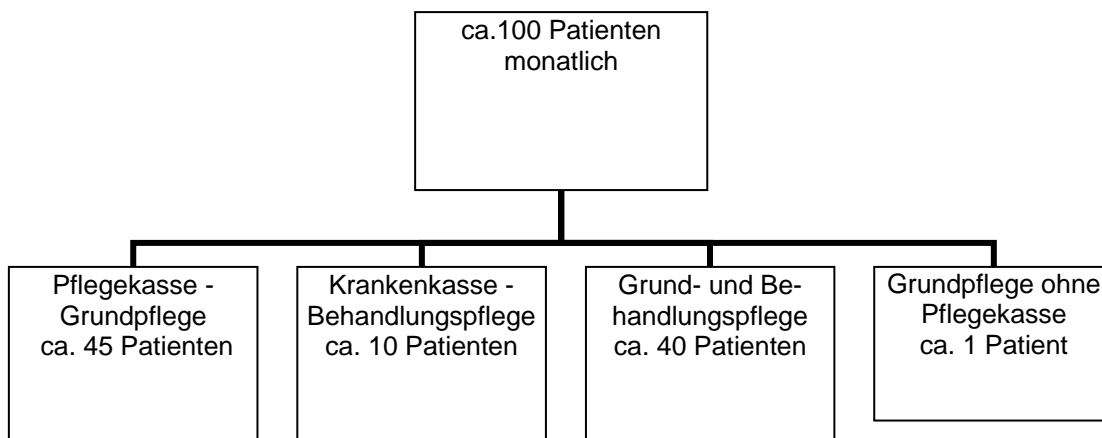 ca.100 Patienten
monatlich
Pflegekasse -
Grundpflege
ca. 45 Patienten
Krankenkasse -
Behandlungspflege
ca. 10 Patienten
Grund- und Be-
handlungspflege
ca. 40 Patienten
Grundpflege ohne
Pflegekasse
ca. 1 Patient